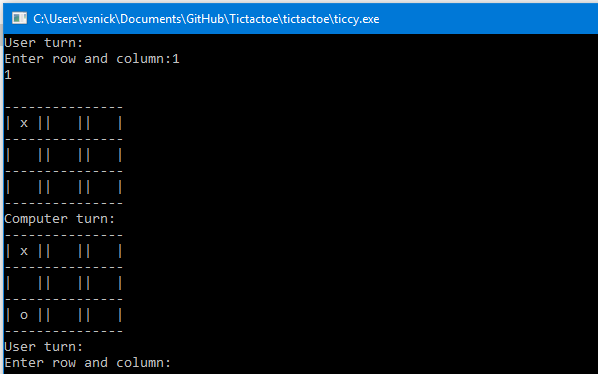 C:\Users\vsnick\Documents\GitHub\Tictactoe\tictactoe\ticcy.exe
User turn:
Enter row and column:1
1
---------------
| x ||   ||   |
---------------
|   ||   ||   |
---------------
|   ||   ||   |
---------------
Computer turn:
---------------
| x ||   ||   |
---------------
|   ||   ||   |
---------------
| o ||   ||   |
---------------
User turn:
Enter row and column: